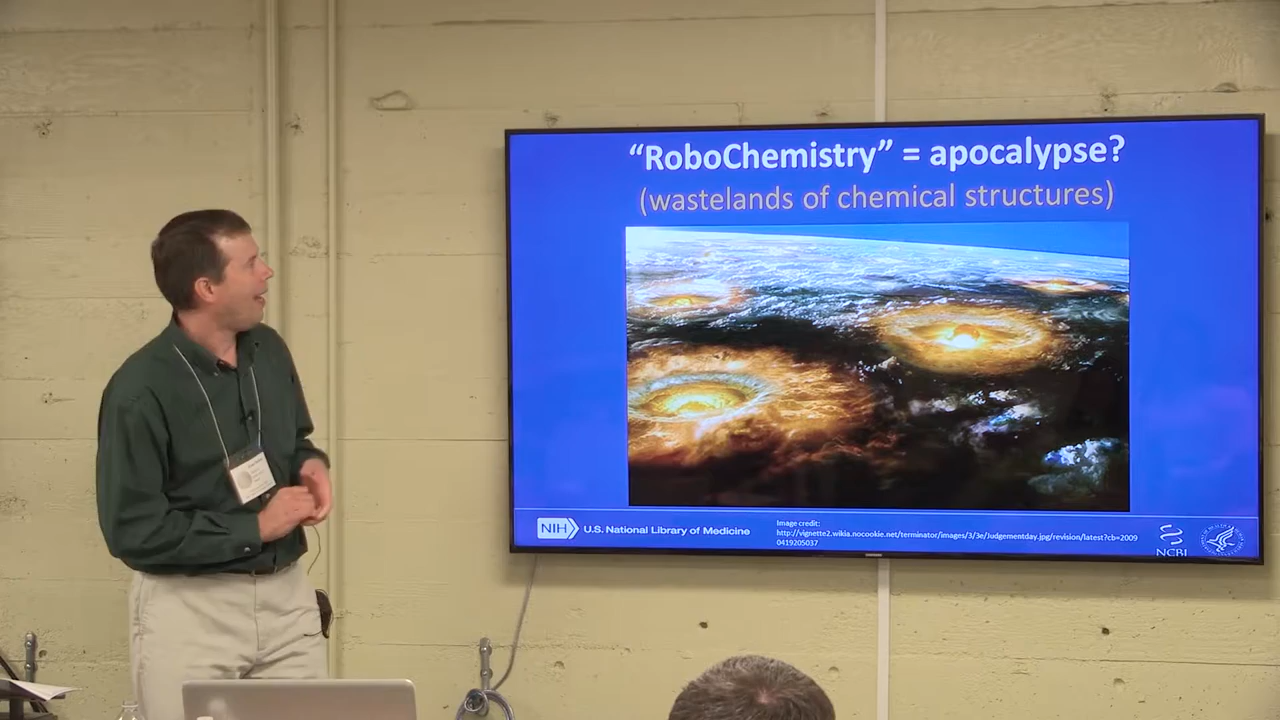 “RoboChemistry” = apocalypse?
(wastelands of chemical structures)
NIH U.S. National Library of Medicine
Image credit:
http://vignette2.wikia.nocookie.net/terminator/images/3/3e/Judgementday.jpg/revision/latest?cb=2009
0419205037
NCBI